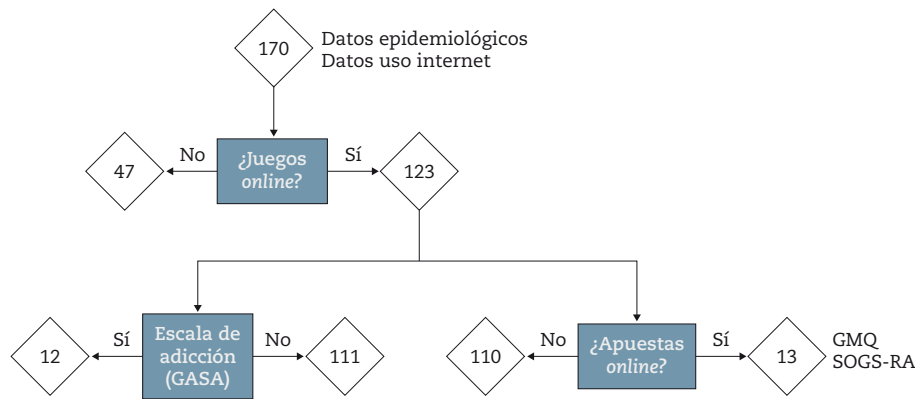 170
Datos epidemiológicos
Datos uso internet
47
No
¿Juegos
online?
Sí
123
12
Sí
Escala de
adicción
(GASA)
No
111
110
No
¿Apuestas
online?
Sí
13
GMQ
SOGS-RA